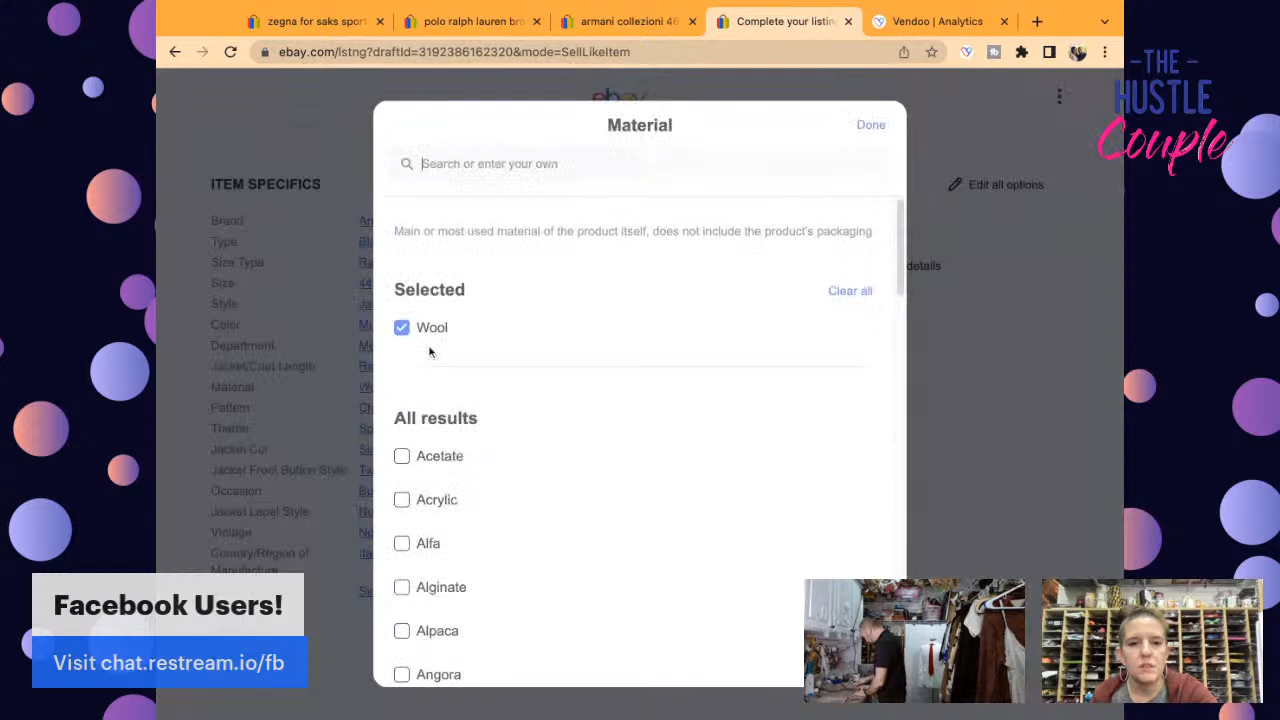 zegna for saks sport
polo ralph lauren bro
armani collezioni 46
Complete your listing
Vendoo | Analytics
ebay.com/lstng?draftId=3192386162320&mode=SellLikeItem
-THE-
HUSTLE
Couple
ebay
Material
Done
Search or enter your own
ITEM SPECIFICS
Edit all options
Main or most used material of the product itself, does not include the product's packaging
details
Brand
Type
Size Type
Size
44
Style
Color
Department
Jacket/Coat Length
Material
Pattern
Theme
Jacket Cut
Jacket Front Button Style
Occasion
Jacket Lapel Style
Vintage
Country/Region of
Manufacture
Selected
Clear all
Wool
All results
Acetate
Acrylic
Alfa
Alginate
Alpaca
Angora
Facebook Users!
Visit chat.restream.io/fb